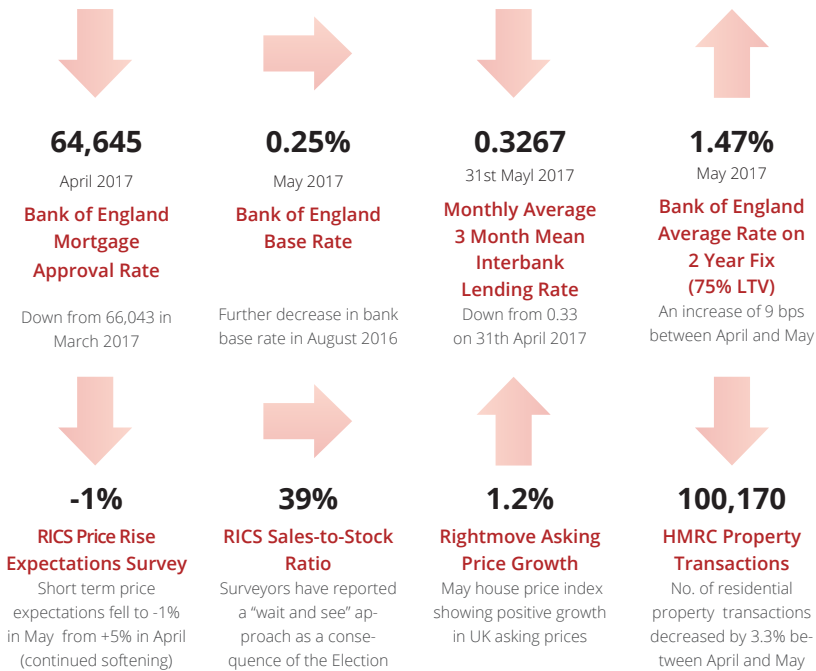 64,645
April 2017
Bank of England
Mortgage
Approval Rate
Down from 66,043 in
March 2017
0.25%
May 2017
Bank of England
Base Rate
Further decrease in bank
base rate in August 2016
0.3267
31st Mayl 2017
Monthly Average
3 Month Mean
Interbank
Lending Rate
Down from 0.33
on 31th April 2017
1.47%
May 2017
Bank of England
Average Rate on
2 Year Fix
(75% LTV)
An increase of 9 bps
between April and May
-1%
RICS Price Rise
Expectations Survey
Short term price
expectations fell to -1%
in May from +5% in April
(continued softening)
39%
RICS Sales-to-Stock
Ratio
Surveyors have reported
a “wait and see” ap-
proach as a conse-
quence of the Election
1.2%
Rightmove Asking
Price Growth
May house price index
showing positive growth
in UK asking prices
100,170
HMRC Property
Transactions
No. of residential
property transactions
decreased by 3.3% be-
tween April and May